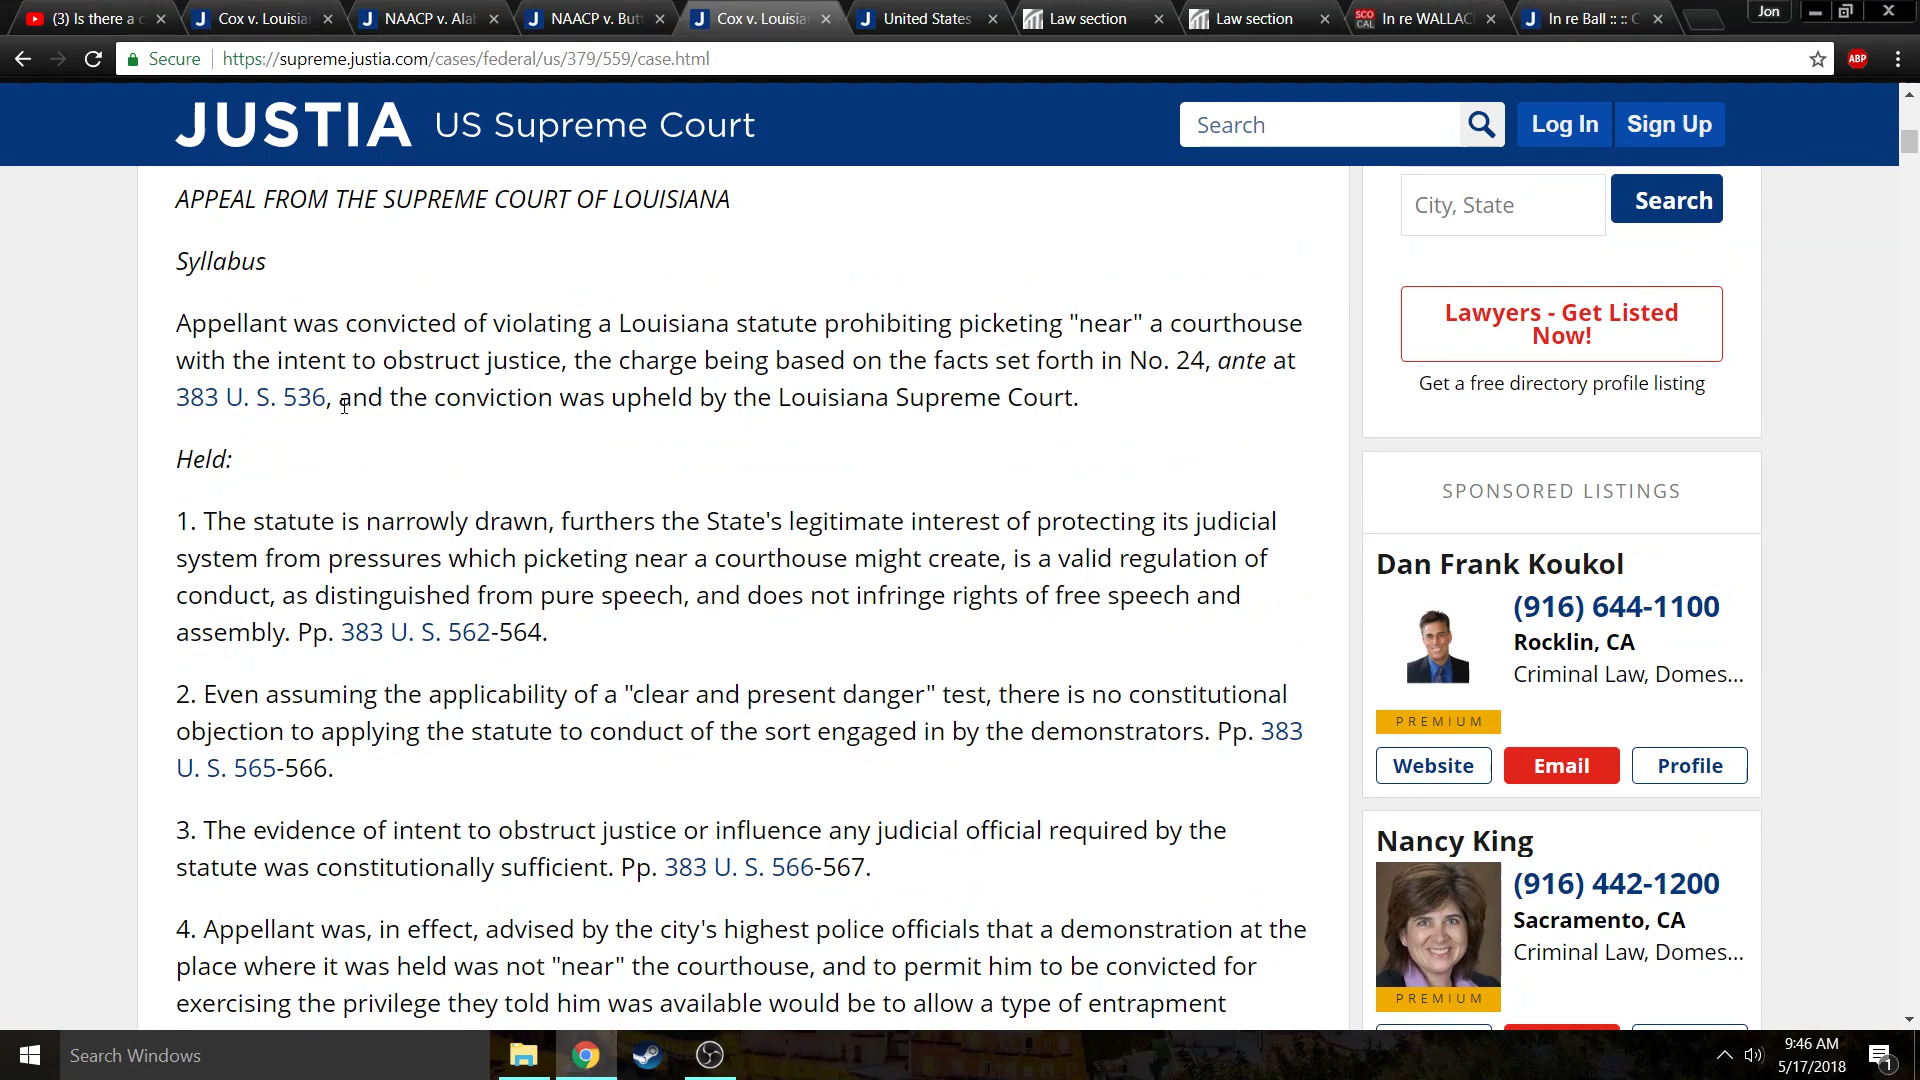 (3) Is there a c
Cox v. Louisia
NAACP v. Ala
NAACP v. But
Cox v. Louisia
United States
Law section
Law section
In re WALLAC
In re Ball :: :: C
Jon
Secure
https://supreme.justia.com/cases/federal/us/379/559/case.html
ABP
JUSTIA US Supreme Court
Search
Log In
Sign Up
APPEAL FROM THE SUPREME COURT OF LOUISIANA
Syllabus
Appellant was convicted of violating a Louisiana statute prohibiting picketing "near" a courthouse
with the intent to obstruct justice, the charge being based on the facts set forth in No. 24, ante at
383 U. S. 536, and the conviction was upheld by the Louisiana Supreme Court.
Held:
1. The statute is narrowly drawn, furthers the State's legitimate interest of protecting its judicial
system from pressures which picketing near a courthouse might create, is a valid regulation of
conduct, as distinguished from pure speech, and does not infringe rights of free speech and
assembly. Pp. 383 U. S. 562-564.
2. Even assuming the applicability of a "clear and present danger" test, there is no constitutional
objection to applying the statute to conduct of the sort engaged in by the demonstrators. Pp. 383
U. S. 565-566.
3. The evidence of intent to obstruct justice or influence any judicial official required by the
statute was constitutionally sufficient. Pp. 383 U. S. 566-567.
4. Appellant was, in effect, advised by the city's highest police officials that a demonstration at the
place where it was held was not "near" the courthouse, and to permit him to be convicted for
exercising the privilege they told him was available would be to allow a type of entrapment
City, State
Search
Lawyers - Get Listed
Now!
Get a free directory profile listing
SPONSORED LISTINGS
Dan Frank Koukol
(916) 644-1100
Rocklin, CA
Criminal Law, Domes...
PREMIUM
Website
Email
Profile
Nancy King
(916) 442-1200
Sacramento, CA
Criminal Law, Domes...
PREMIUM
Search Windows
9:46 AM
5/17/2018
1